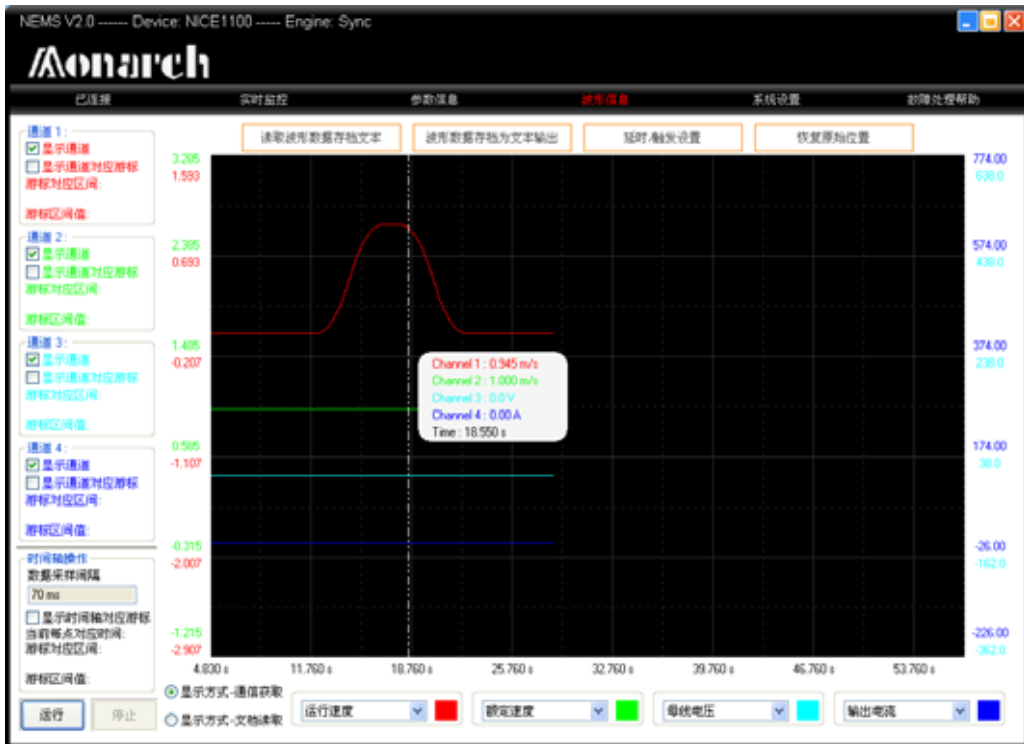 NEMS V2.0 ------ Device: NICE1100 ----- Engine: Sync
Monarch
已连接 实时监控 参数信息 波形信息 系统设置 故障处理帮助
读取波形数据存档文本 波形数据存档为文本输出 延时/触发设置 恢复原始位置
通道 1:
显示通道
显示通道对应游标
游标对应区间:
游标区间值:
通道 2:
显示通道
显示通道对应游标
游标对应区间:
游标区间值:
通道 3:
显示通道
显示通道对应游标
游标对应区间:
游标区间值:
通道 4:
显示通道
显示通道对应游标
游标对应区间:
游标区间值:
时间轴操作
数据采样间隔
70 ms
显示时间轴对应游标
当前每点对应时间:
游标对应区间:
游标区间值:
运行 停止
3.285
1.593
2.385
0.693
1.485
-0.207
0.585
-1.107
-0.315
-2.007
-1.215
-2.907
Channel 1 : 0.945 m/s
Channel 2 : 1.000 m/s
Channel 3 : 0.0 V
Channel 4 : 0.00 A
Time : 18.550 s
774.00
638.0
574.00
438.0
374.00
238.0
174.00
38.0
-26.00
-162.0
-226.00
-362.0
4.830 s 11.760 s 18.760 s 25.760 s 32.760 s 39.760 s 46.760 s 53.760 s
显示方式-通信获取
显示方式-文档读取
运行速度 额定速度 母线电压 输出电流